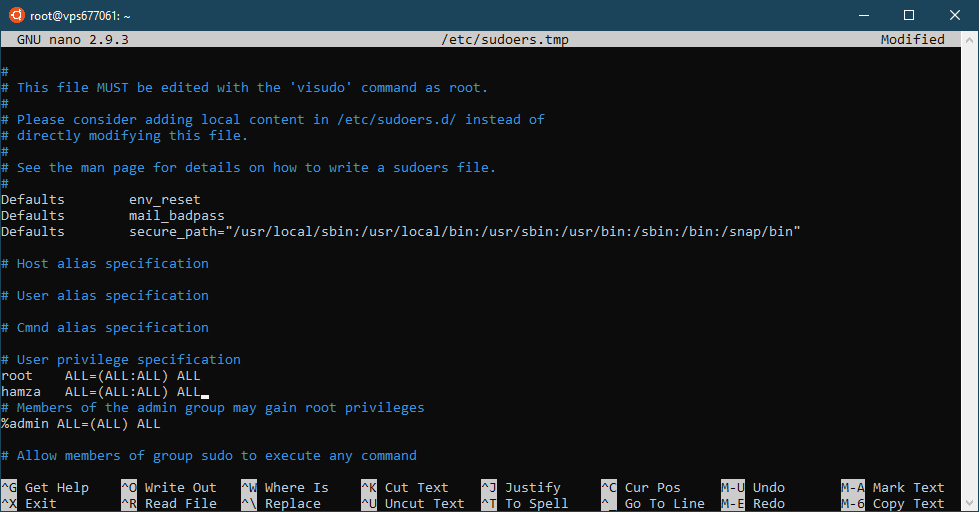 root@vps677061: ~
GNU nano 2.9.3 /etc/sudoers.tmp Modified
#
# This file MUST be edited with the 'visudo' command as root.
#
# Please consider adding local content in /etc/sudoers.d/ instead of
# directly modifying this file.
#
# See the man page for details on how to write a sudoers file.
#
Defaults        env_reset
Defaults        mail_badpass
Defaults        secure_path="/usr/local/sbin:/usr/local/bin:/usr/sbin:/usr/bin:/sbin:/bin:/snap/bin"
# Host alias specification
# User alias specification
# Cmnd alias specification
# User privilege specification
root    ALL=(ALL:ALL) ALL
hamza   ALL=(ALL:ALL) ALL
# Members of the admin group may gain root privileges
%admin ALL=(ALL) ALL
# Allow members of group sudo to execute any command
^G Get Help ^O Write Out ^W Where Is ^K Cut Text ^J Justify ^C Cur Pos M-U Undo M-A Mark Text
^X Exit ^R Read File ^\ Replace ^U Uncut Text ^T To Spell ^_ Go To Line M-E Redo M-6 Copy Text